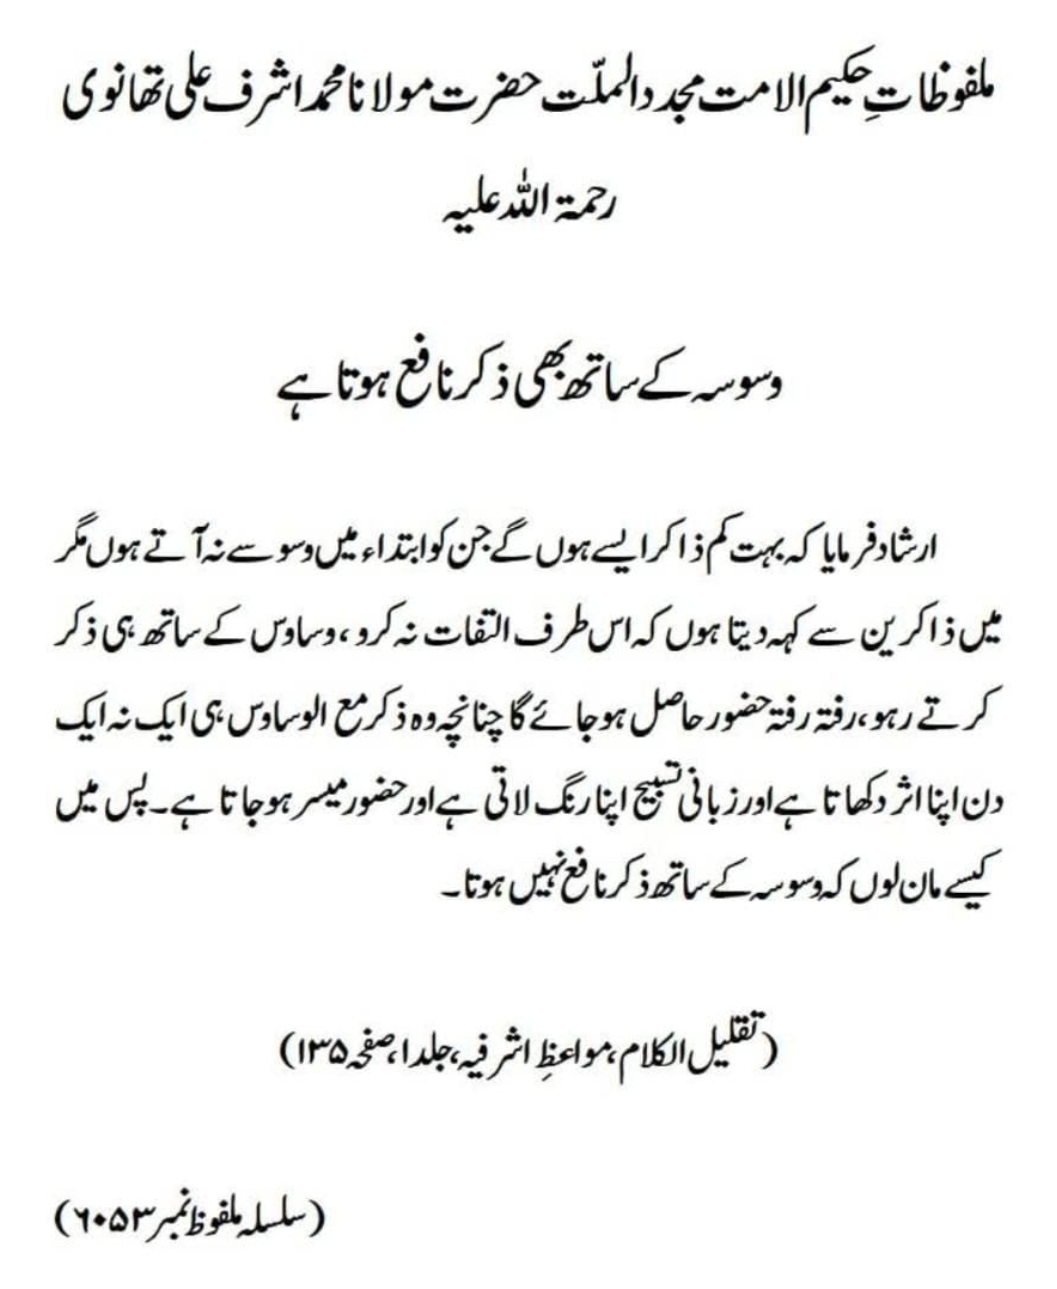 ملفوظاتِ حکیم الامت مجدد الملّت حضرت مولانا محمد اشرف علی تھانوی
رحمۃ اللہ علیہ
وسوسہ کے ساتھ بھی ذکر نافع ہوتا ہے
ارشاد فرمایا کہ بہت کم ذاکر ایسے ہوں گے جن کو ابتداء میں وسوسے نہ آتے ہوں مگر
میں ذاکرین سے کہہ دیتا ہوں کہ اس طرف التفات نہ کرو، وساوس کے ساتھ ہی ذکر
کرتے رہو، رفتہ رفتہ حضور حاصل ہو جائے گا چنانچہ وہ ذکر مع الوساوس ہی ایک نہ ایک
دن اپنا اثر دکھاتا ہے اور زبانی تسبیح اپنا رنگ لاتی ہے اور حضور میسر ہو جاتا ہے۔ پس میں
کیسے مان لوں کہ وسوسہ کے ساتھ ذکر نافع نہیں ہوتا۔
(تقلیل الکلام، مواعظِ اشرفیہ، جلد ۱، صفحہ ۱۳۵)
(سلسلہ ملفوظ نمبر ۶۰۵۳)